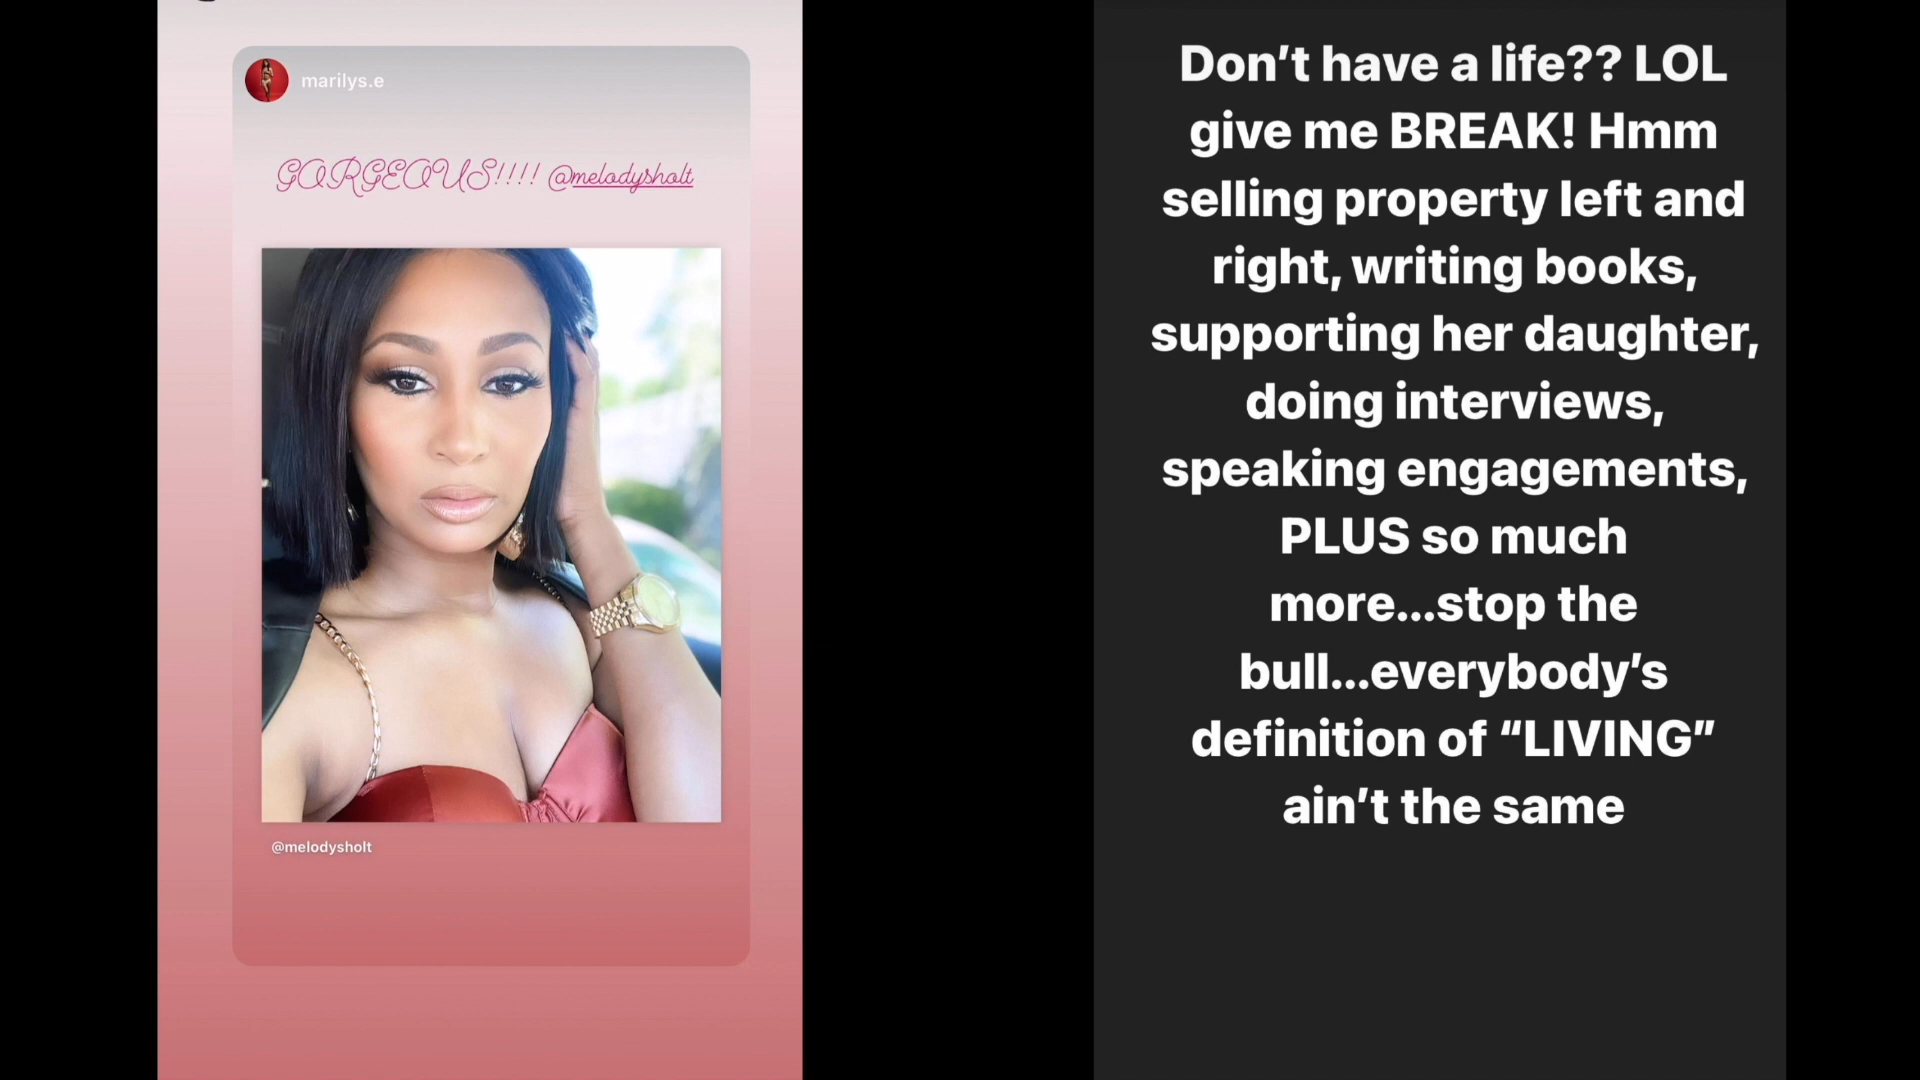 marilys.e
GORGEOUS!!!! @melodysholt
@melodysholt
Don’t have a life?? LOL
give me BREAK! Hmm
selling property left and
right, writing books,
supporting her daughter,
doing interviews,
speaking engagements,
PLUS so much
more...stop the
bull...everybody’s
definition of “LIVING”
ain’t the same